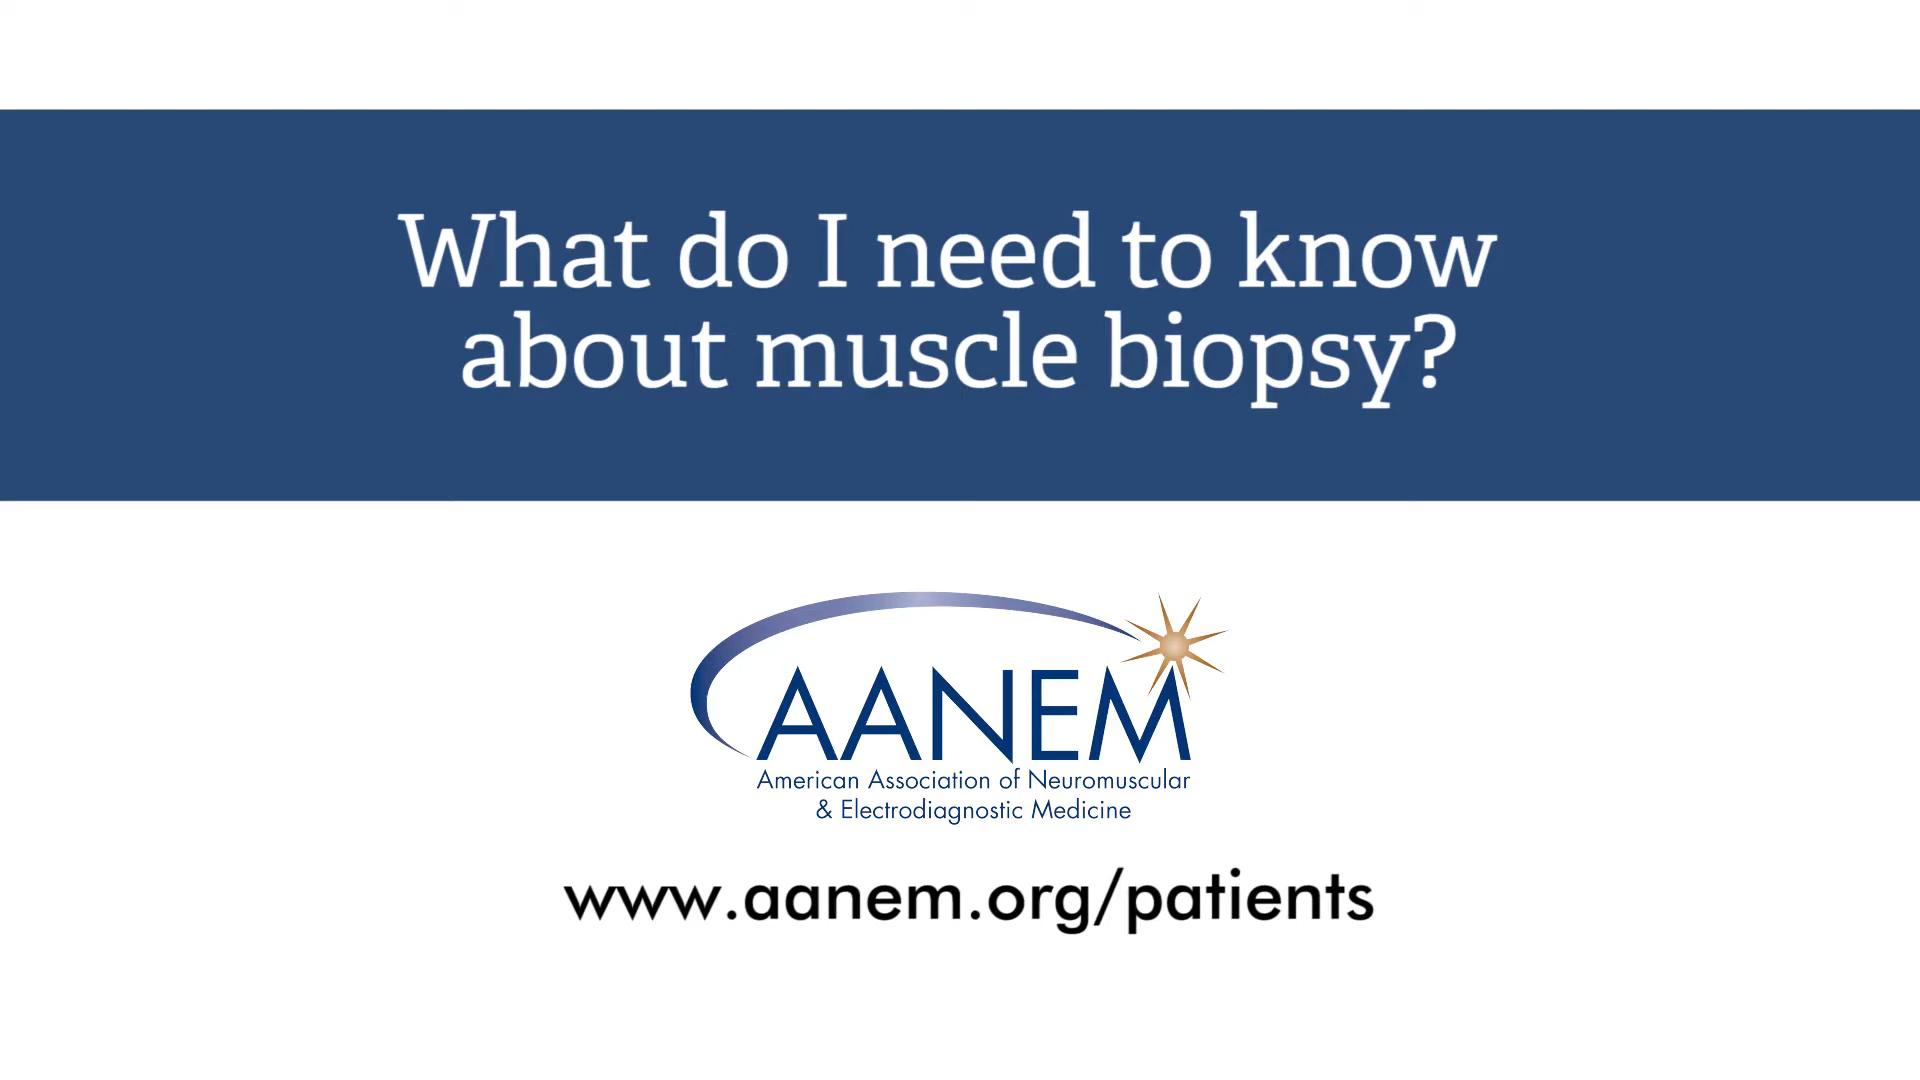 What do I need to know
about muscle biopsy?
AANEM
American Association of Neuromuscular
& Electrodiagnostic Medicine
www.aanem.org/patients